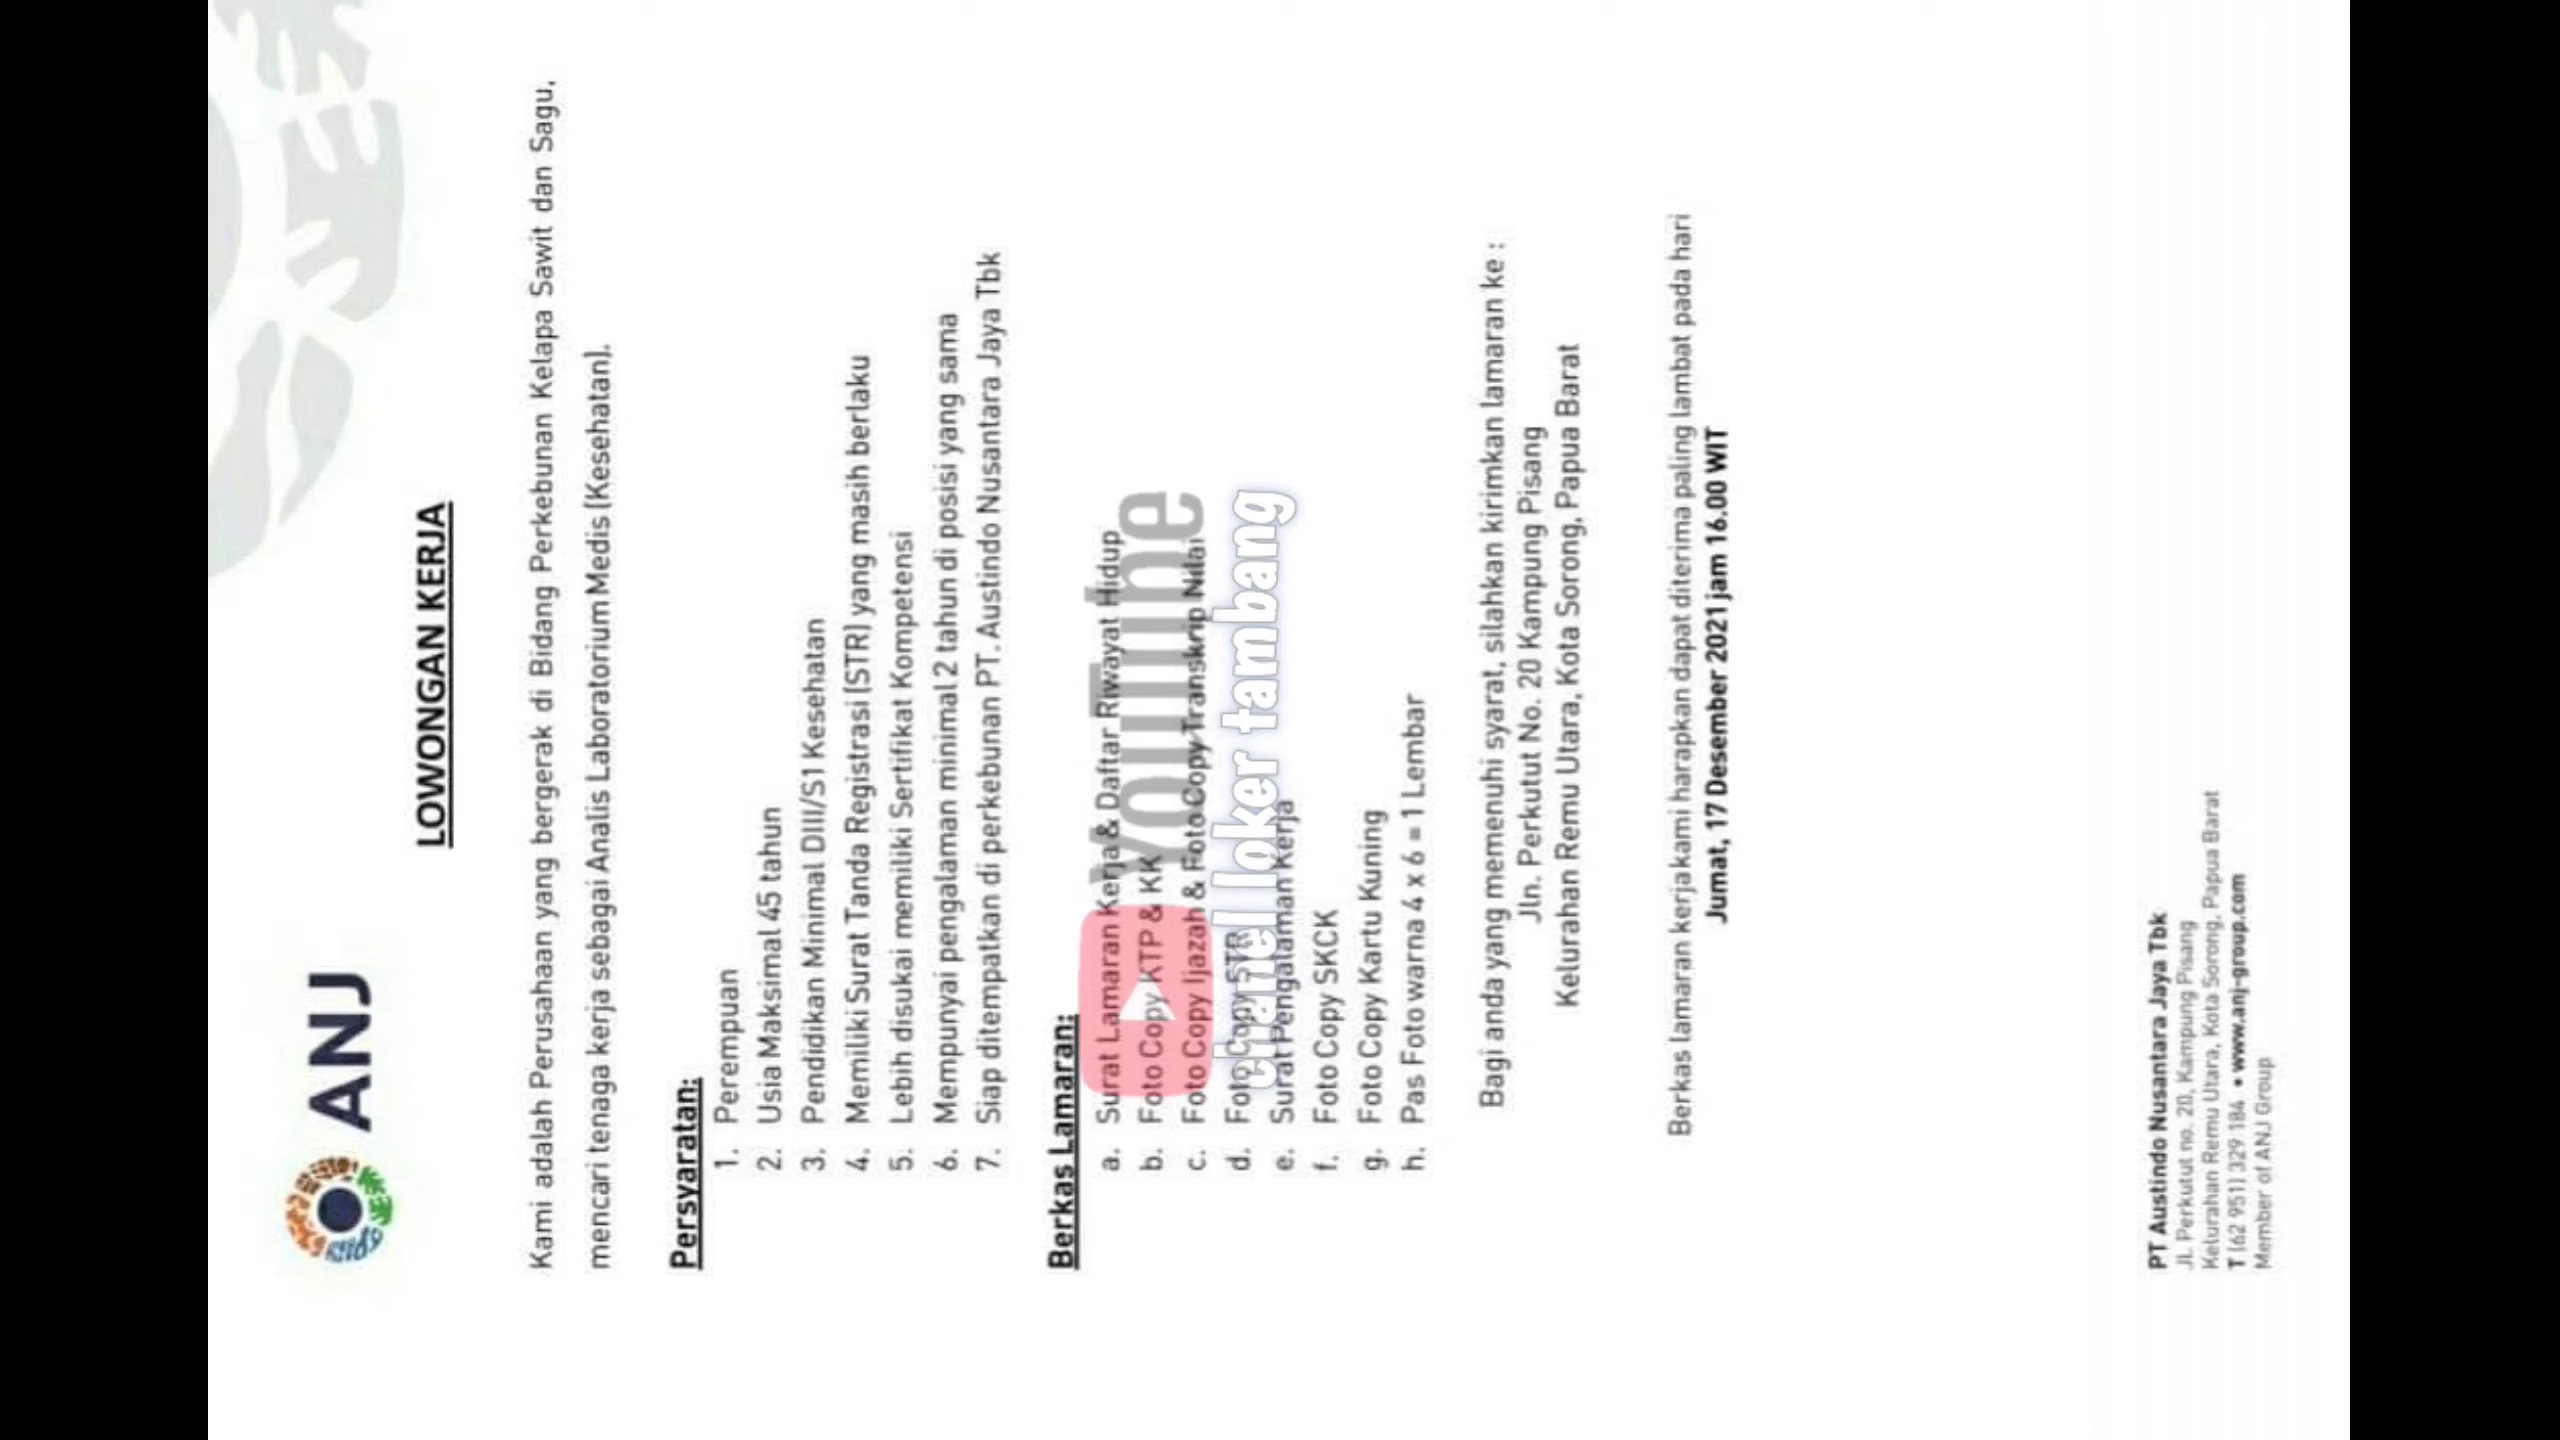 ANJ
LOWONGAN KERJA
Kami adalah Perusahaan yang bergerak di Bidang Perkebunan Kelapa Sawit dan Sagu,
mencari tenaga kerja sebagai Analis Laboratorium Medis (Kesehatan).
Persyaratan:
1. Perempuan
2. Usia Maksimal 45 tahun
3. Pendidikan Minimal DIII/S1 Kesehatan
4. Memiliki Surat Tanda Registrasi (STR) yang masih berlaku
5. Lebih disukai memiliki Sertifikat Kompetensi
6. Mempunyai pengalaman minimal 2 tahun di posisi yang sama
7. Siap ditempatkan di perkebunan PT. Austindo Nusantara Jaya Tbk
Berkas Lamaran:
a. Surat Lamaran Kerja & Daftar Riwayat Hidup
b. Foto Copy KTP & KK
c. Foto Copy Ijazah & Foto Copy Transkrip Nilai
d. Foto Copy STR
e. Surat Pengalaman Kerja
f. Foto Copy SKCK
g. Foto Copy Kartu Kuning
h. Pas Foto warna 4 x 6 = 1 Lembar
YouTube
chanel loker tambang
Bagi anda yang memenuhi syarat, silahkan kirimkan lamaran ke :
Jln. Perkutut No. 20 Kampung Pisang
Kelurahan Remu Utara, Kota Sorong, Papua Barat
Berkas lamaran kerja kami harapkan dapat diterima paling lambat pada hari
Jumat, 17 Desember 2021 jam 16.00 WIT
PT Austindo Nusantara Jaya Tbk
Jl. Perkutut no. 20, Kampung Pisang
Kelurahan Remu Utara, Kota Sorong, Papua Barat
T (62 951) 329 184 • www.anj-group.com
Member of ANJ Group